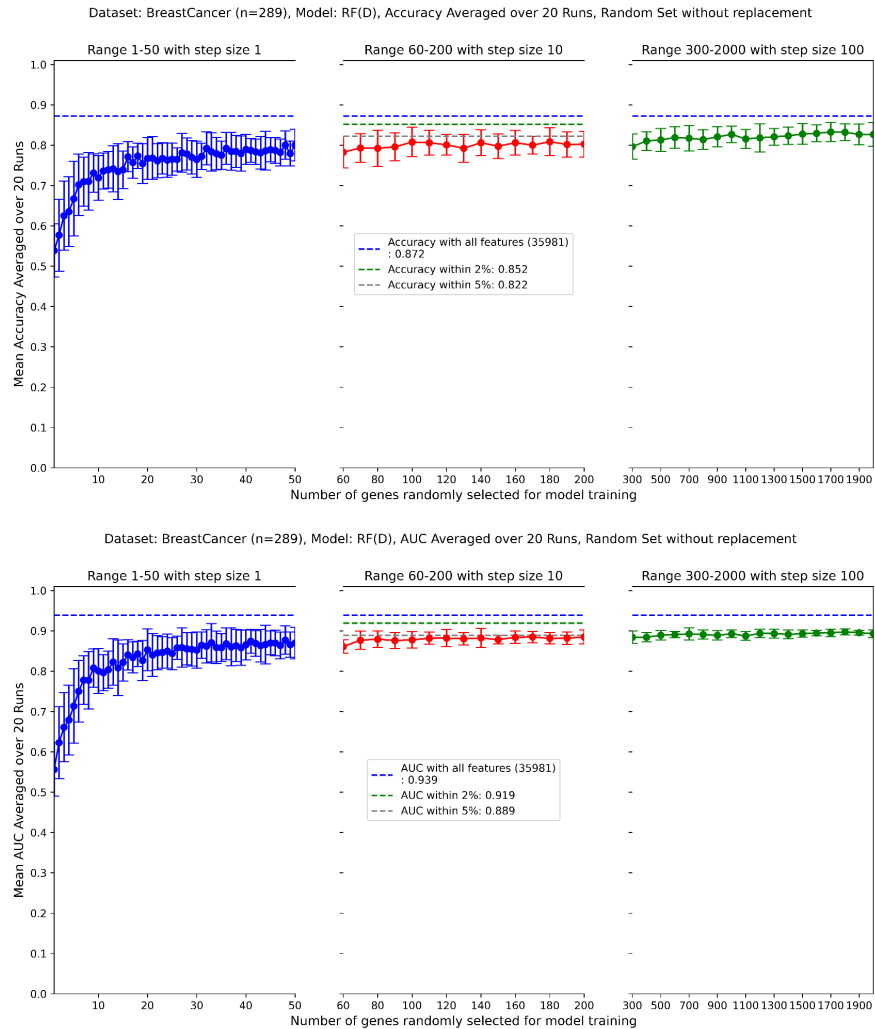 Dataset: BreastCancer (n=289), Model: RF(D), Accuracy Averaged over 20 Runs, Random Set without replacement
Range 1-50 with step size 1
Range 60-200 with step size 10
Range 300-2000 with step size 100
Mean Accuracy Averaged over 20 Runs
1.0
0.9
0.8
0.7
0.6
0.5
0.4
0.3
0.2
0.1
0.0
Accuracy with all features (35981)
: 0.872
Accuracy within 2%: 0.852
Accuracy within 5%: 0.822
10 20 30 40 50
60 80 100 120 140 160 180 200
300 500 700 900 1100 1300 1500 1700 1900
Number of genes randomly selected for model training
Dataset: BreastCancer (n=289), Model: RF(D), AUC Averaged over 20 Runs, Random Set without replacement
Range 1-50 with step size 1
Range 60-200 with step size 10
Range 300-2000 with step size 100
Mean AUC Averaged over 20 Runs
1.0
0.9
0.8
0.7
0.6
0.5
0.4
0.3
0.2
0.1
0.0
AUC with all features (35981)
: 0.939
AUC within 2%: 0.919
AUC within 5%: 0.889
10 20 30 40 50
60 80 100 120 140 160 180 200
300 500 700 900 1100 1300 1500 1700 1900
Number of genes randomly selected for model training